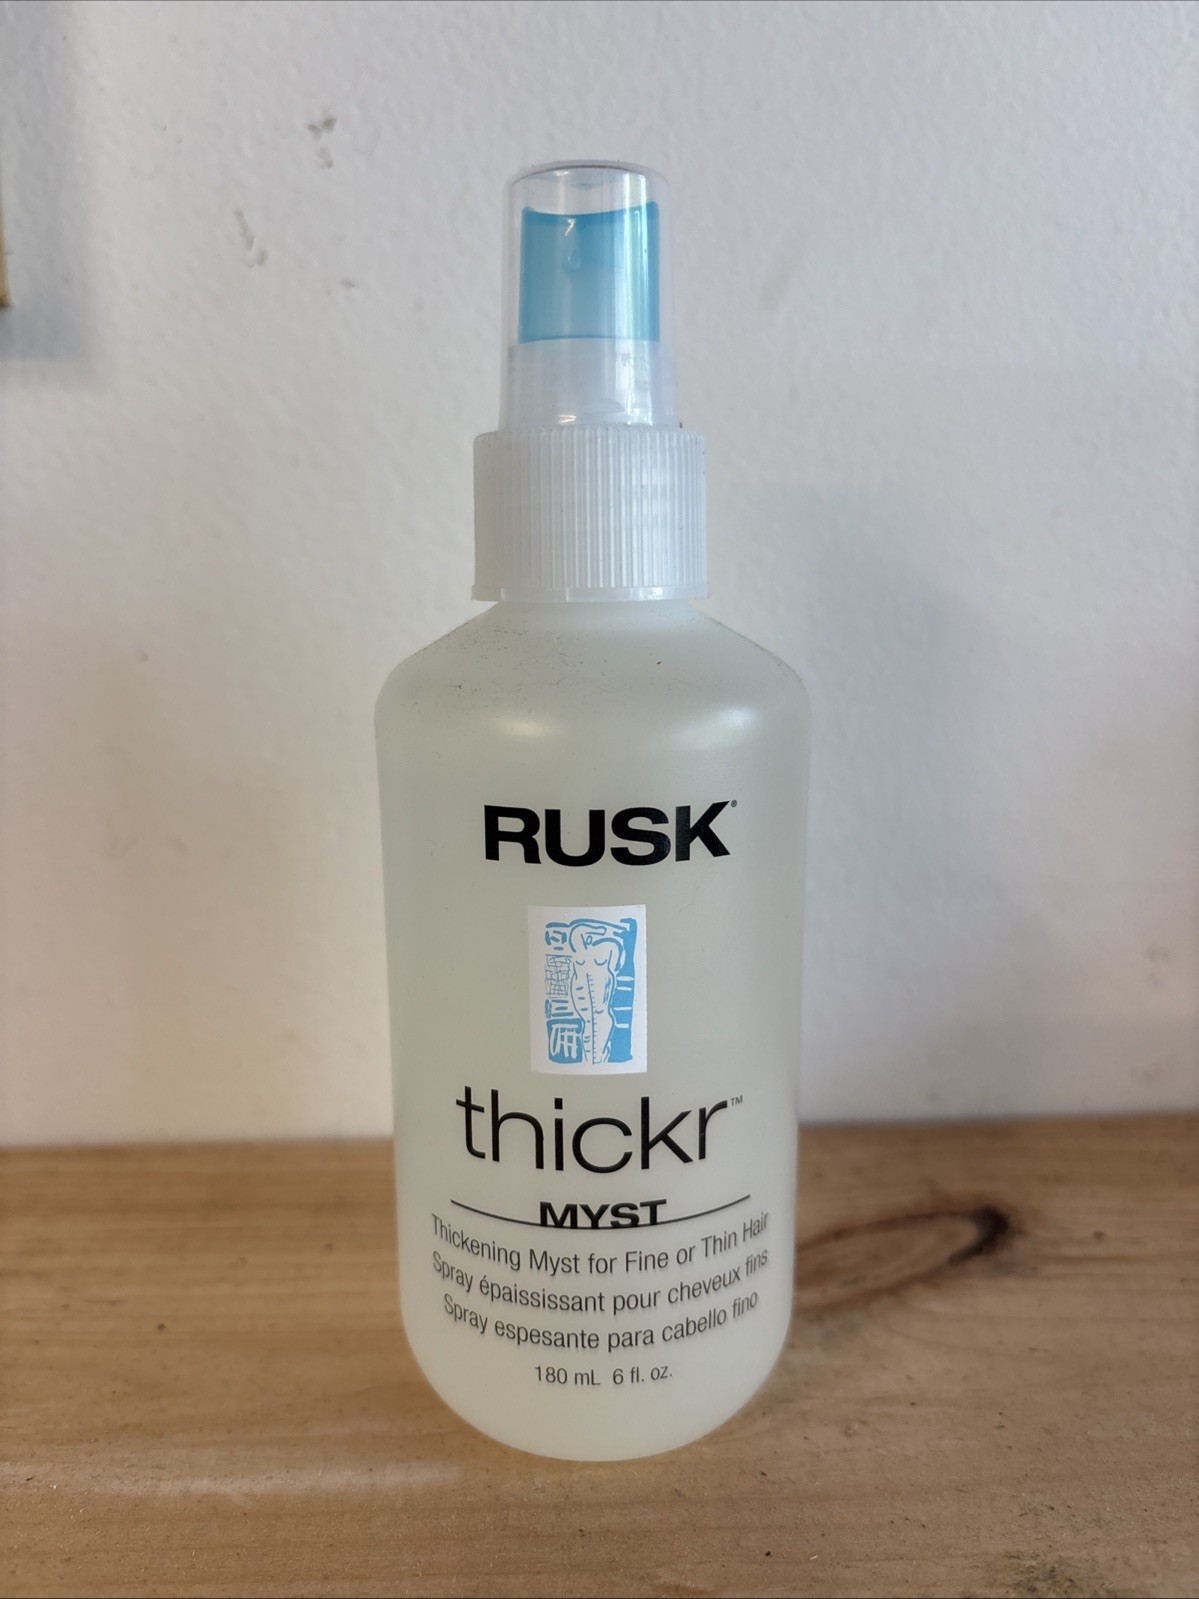 RUSK®
thickr™
MYST
Thickening Myst for Fine or Thin Hair
Spray épaississant pour cheveux fins
Spray espesante para cabello fino
180 mL 6 fl. oz.